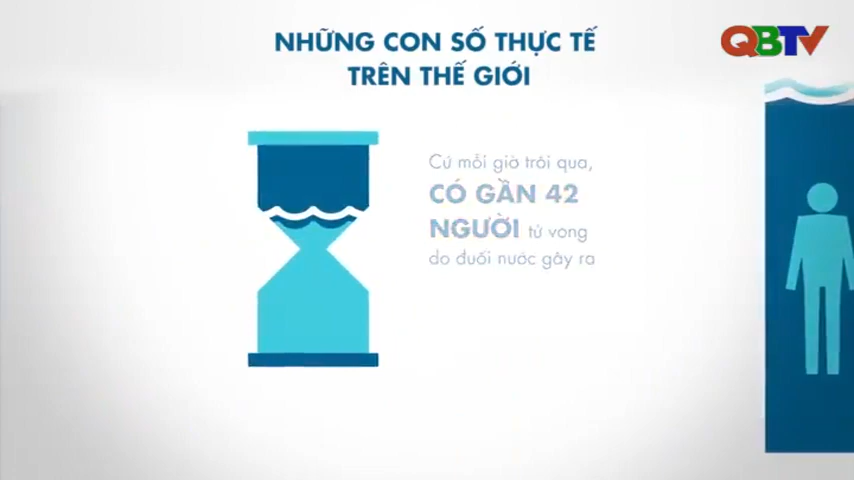 NHỮNG CON SỐ THỰC TẾ
TRÊN THẾ GIỚI
QBTV
Cứ mỗi giờ trôi qua,
CÓ GẦN 42
NGƯỜI tử vong
do đuối nước gây ra